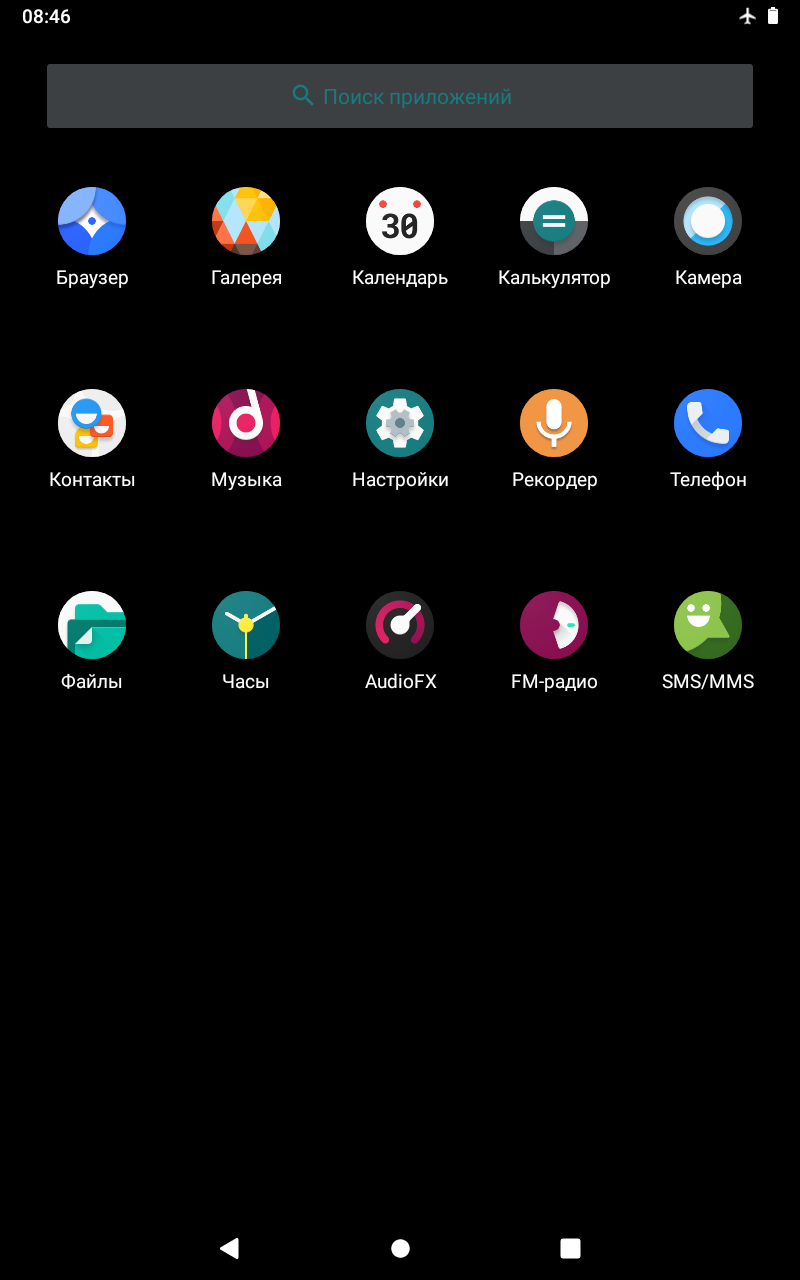 08:46
Поиск приложений
30
Браузер Галерея Календарь Калькулятор Камера
Контакты Музыка Настройки Рекордер Телефон
Файлы Часы AudioFX FM-радио SMS/MMS